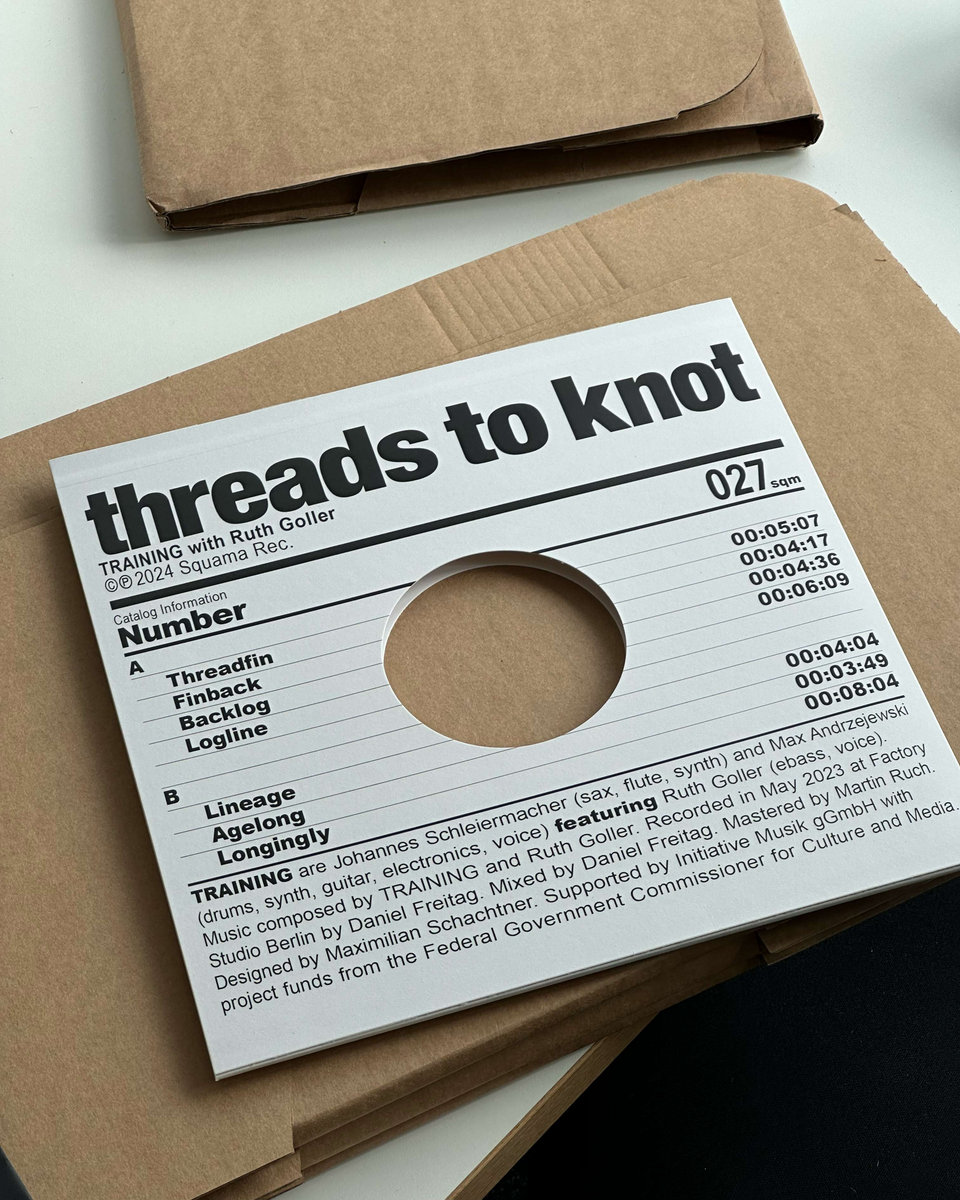 threads to knot
TRAINING with Ruth Goller
©℗ 2024 Squama Rec.
027 sqm
Catalog Information
Number
A
Threadfin 00:05:07
Finback 00:04:17
Backlog 00:04:36
Logline 00:06:09
B
Lineage 00:04:04
Agelong 00:03:49
Longingly 00:08:04
TRAINING are Johannes Schleiermacher (sax, flute, synth) and Max Andrzejewski
(drums, synth, guitar, electronics, voice) featuring Ruth Goller (ebass, voice).
Music composed by TRAINING and Ruth Goller. Recorded in May 2023 at Factory
Studio Berlin by Daniel Freitag. Mixed by Daniel Freitag. Mastered by Martin Ruch.
Designed by Maximilian Schachtner. Supported by Initiative Musik gGmbH with
project funds from the Federal Government Commissioner for Culture and Media.